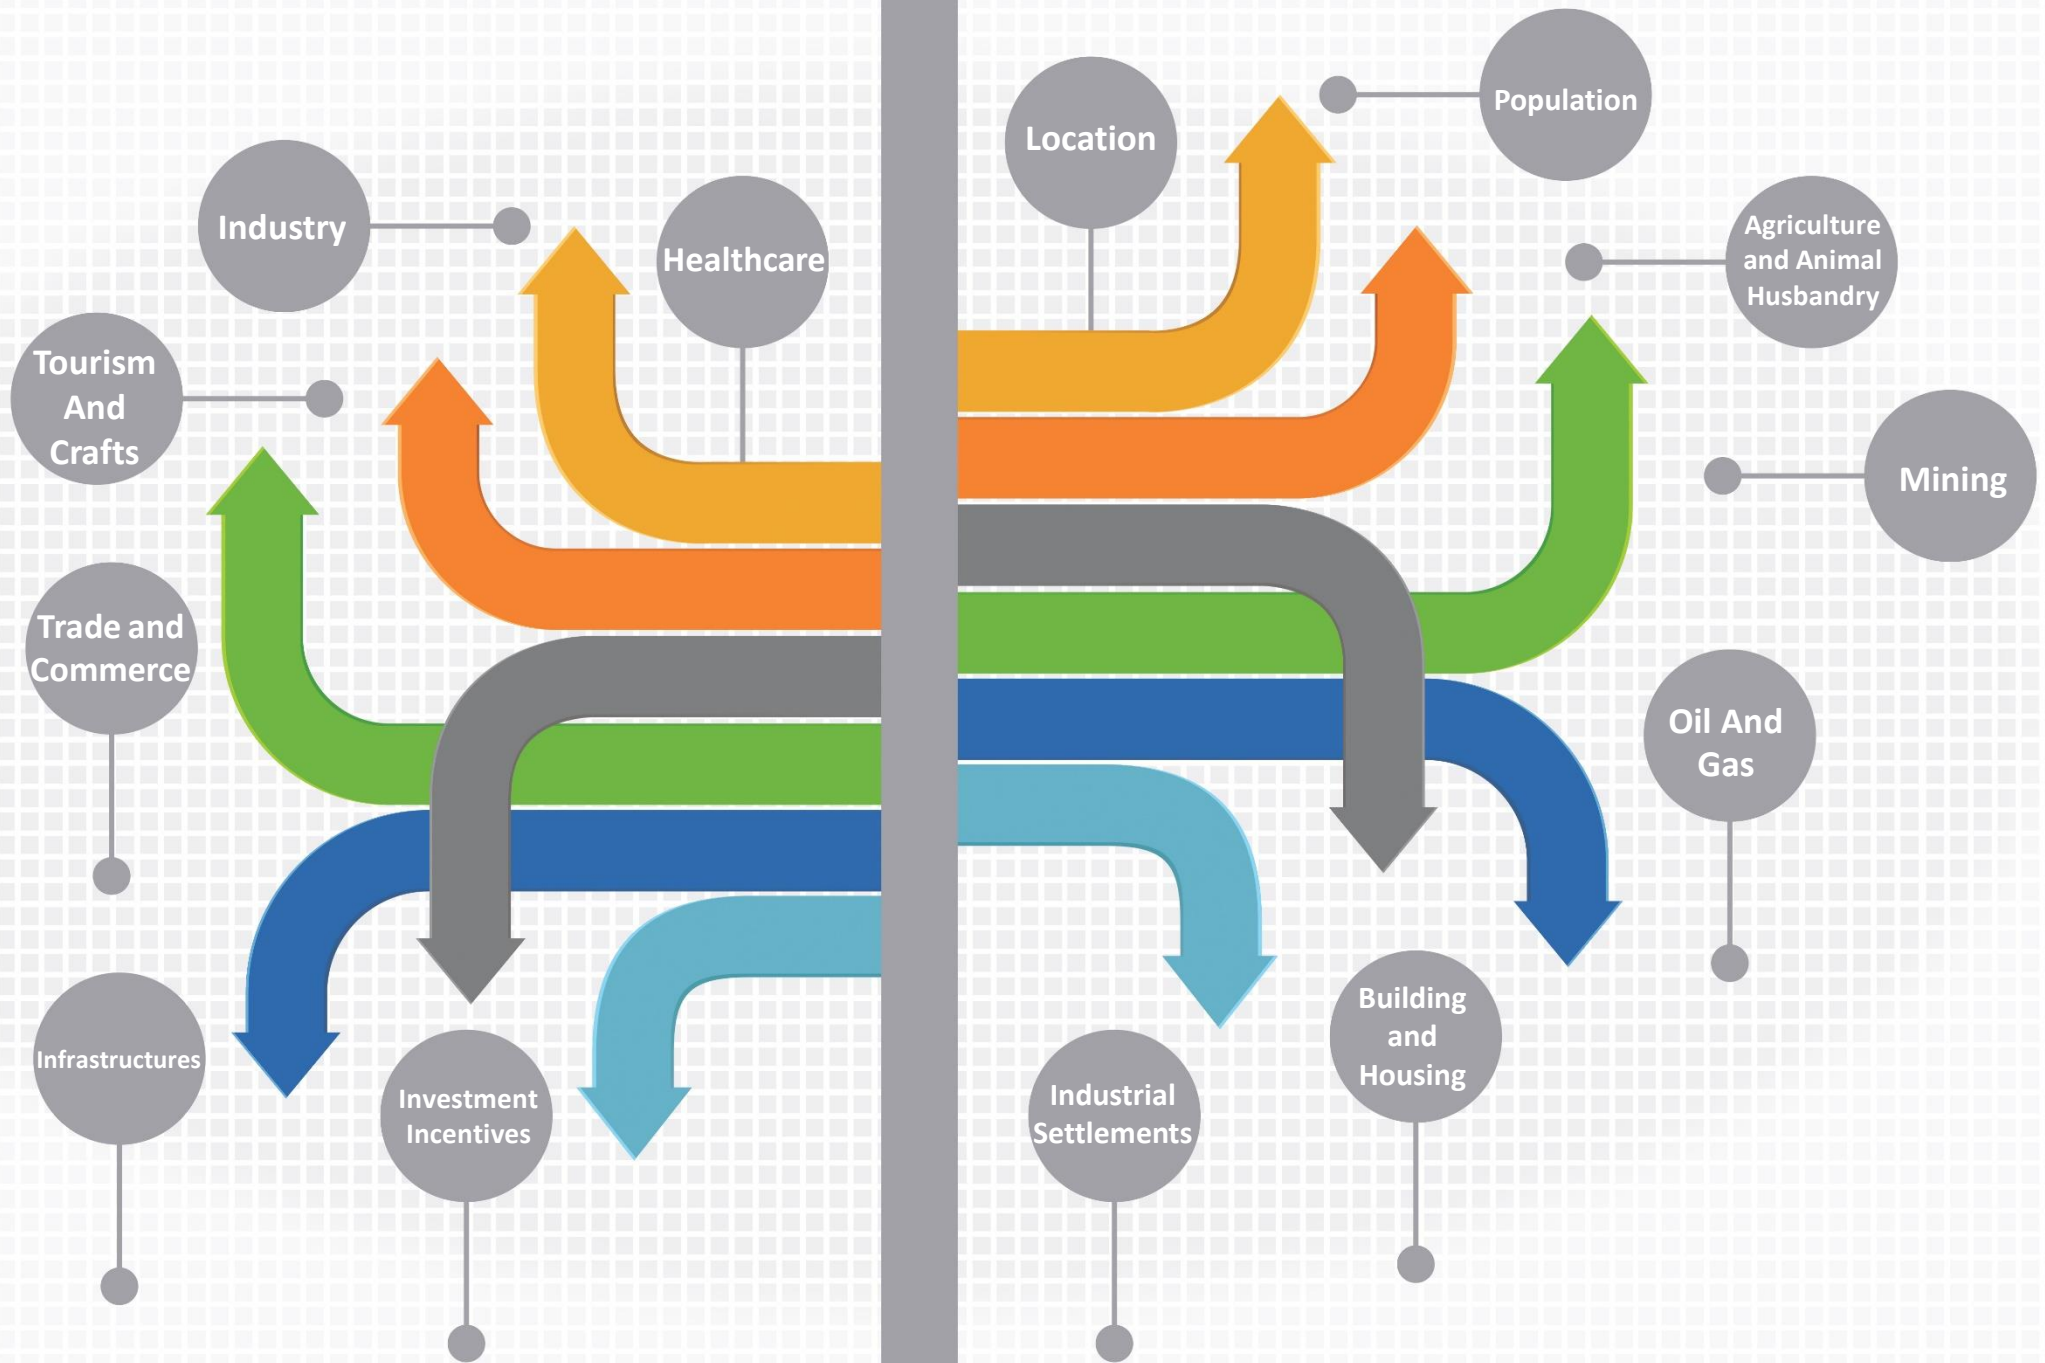 Industry
Healthcare
Tourism
And
Crafts
Trade and
Commerce
Infrastructures
Investment
Incentives
Location
Population
Agriculture
and Animal
Husbandry
Mining
Oil And
Gas
Building
and
Housing
Industrial
Settlements